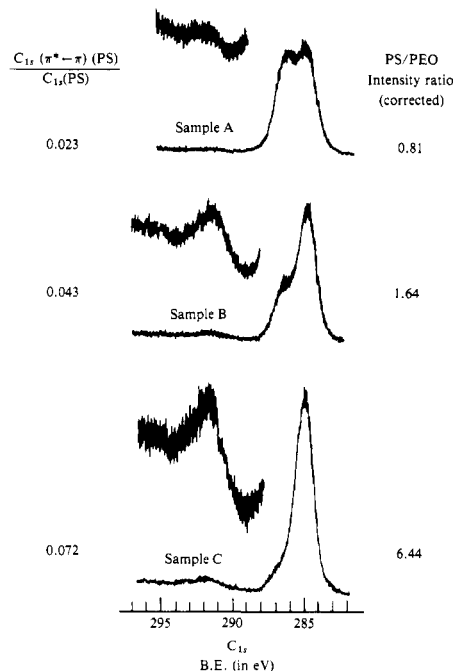 C1s (π* ← π) (PS)
C1s(PS)
PS/PEO
Intensity ratio
(corrected)
Sample A
0.023
0.81
0.043
1.64
Sample B
0.072
Sample C
6.44
295 290 285
C1s
B.E. (in eV)